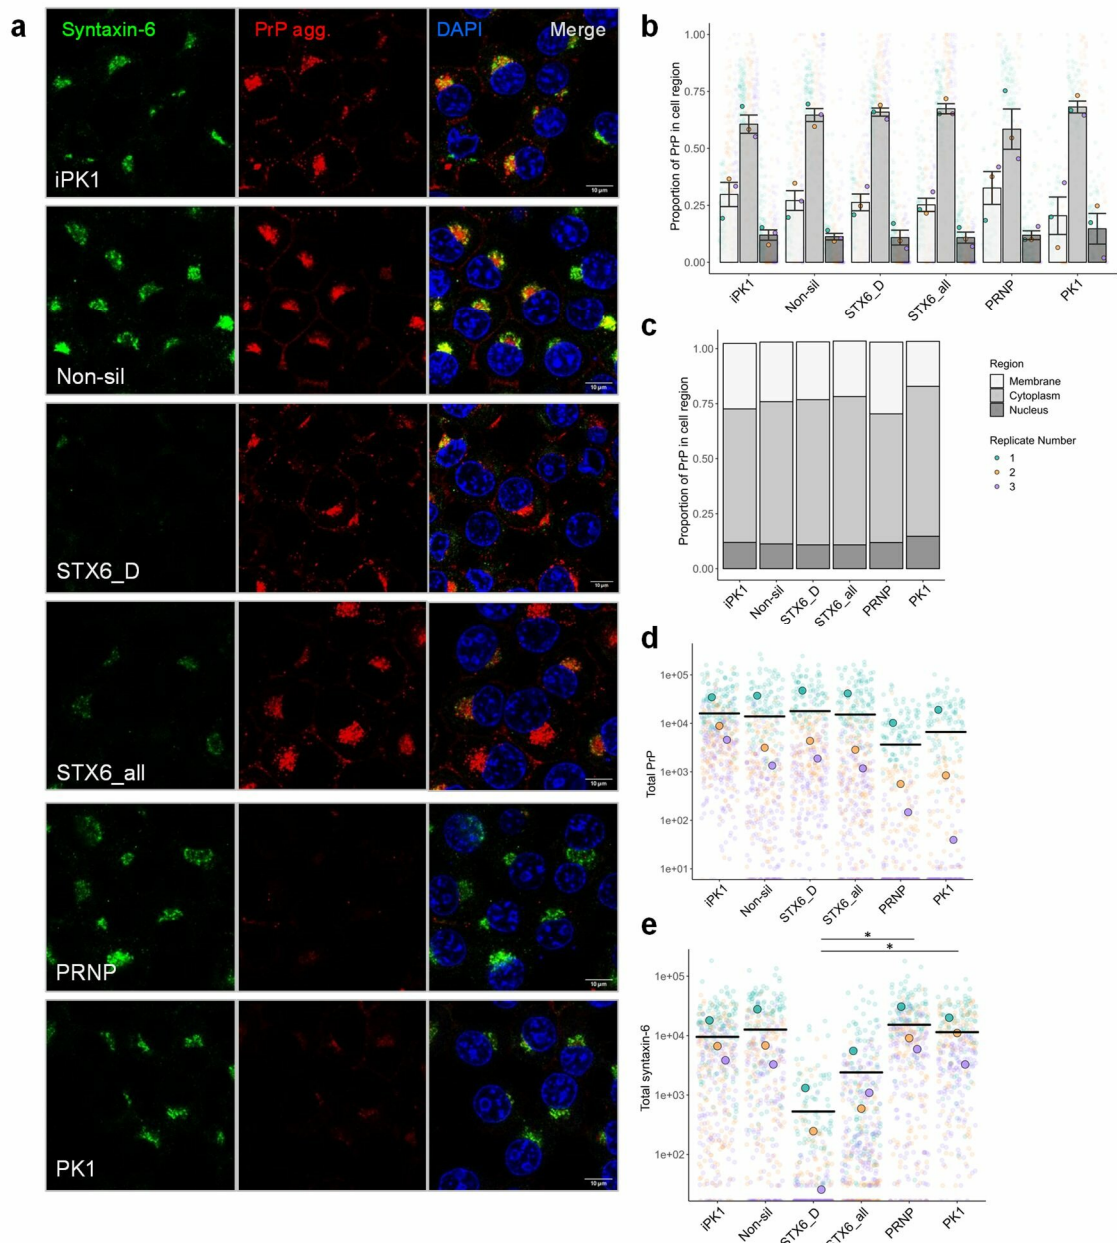 a
Syntaxin-6 PrP agg. DAPI Merge
iPK1
10 µm
Non-sil
10 µm
STX6_D
10 µm
STX6_all
10 µm
PRNP
10 µm
PK1
10 µm
b
Proportion of PrP in cell region
1.00
0.75
0.50
0.25
0.00
iPK1 Non-sil STX6_D STX6_all PRNP PK1
c
Proportion of PrP in cell region
1.00
0.75
0.50
0.25
0.00
iPK1 Non-sil STX6_D STX6_all PRNP PK1
Region
Membrane
Cytoplasm
Nucleus
Replicate Number
1
2
3
d
Total PrP
1e+05
1e+04
1e+03
1e+02
1e+01
iPK1 Non-sil STX6_D STX6_all PRNP PK1
e
*
*
Total syntaxin-6
1e+05
1e+04
1e+03
1e+02
iPK1 Non-sil STX6_D STX6_all PRNP PK1